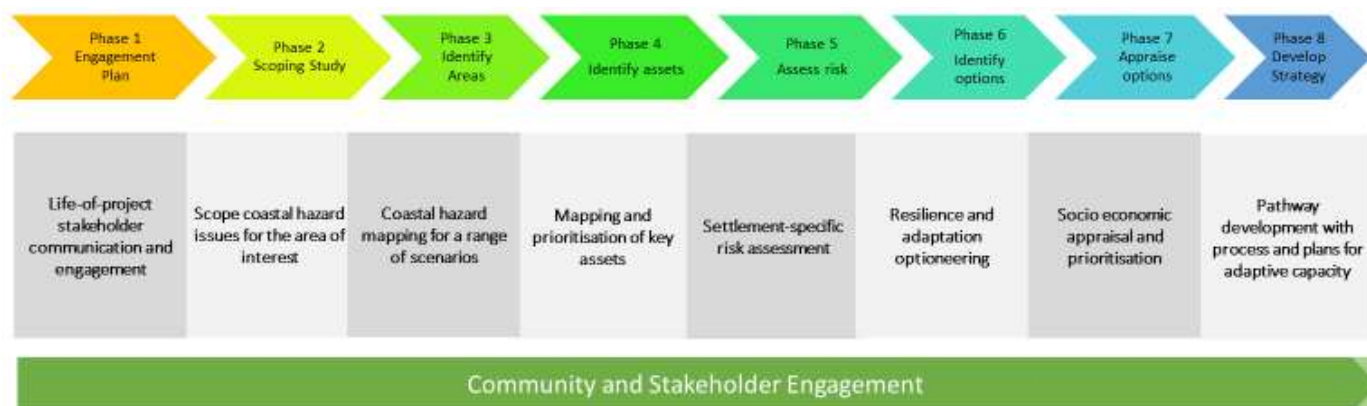 Phase 1
Engagement
Plan
Phase 2
Scoping Study
Phase 3
Identify
Areas
Phase 4
Identify assets
Phase 5
Assess risk
Phase 6
Identify
options
Phase 7
Appraise
options
Phase 8
Develop
Strategy
Life-of-project
stakeholder
communication and
engagement
Scope coastal hazard
issues for the area of
interest
Coastal hazard
mapping for a range
of scenarios
Mapping and
prioritisation of key
assets
Settlement-specific
risk assessment
Resilience and
adaptation
optioneering
Socio economic
appraisal and
prioritisation
Pathway
development with
process and plans for
adaptive capacity
Community and Stakeholder Engagement